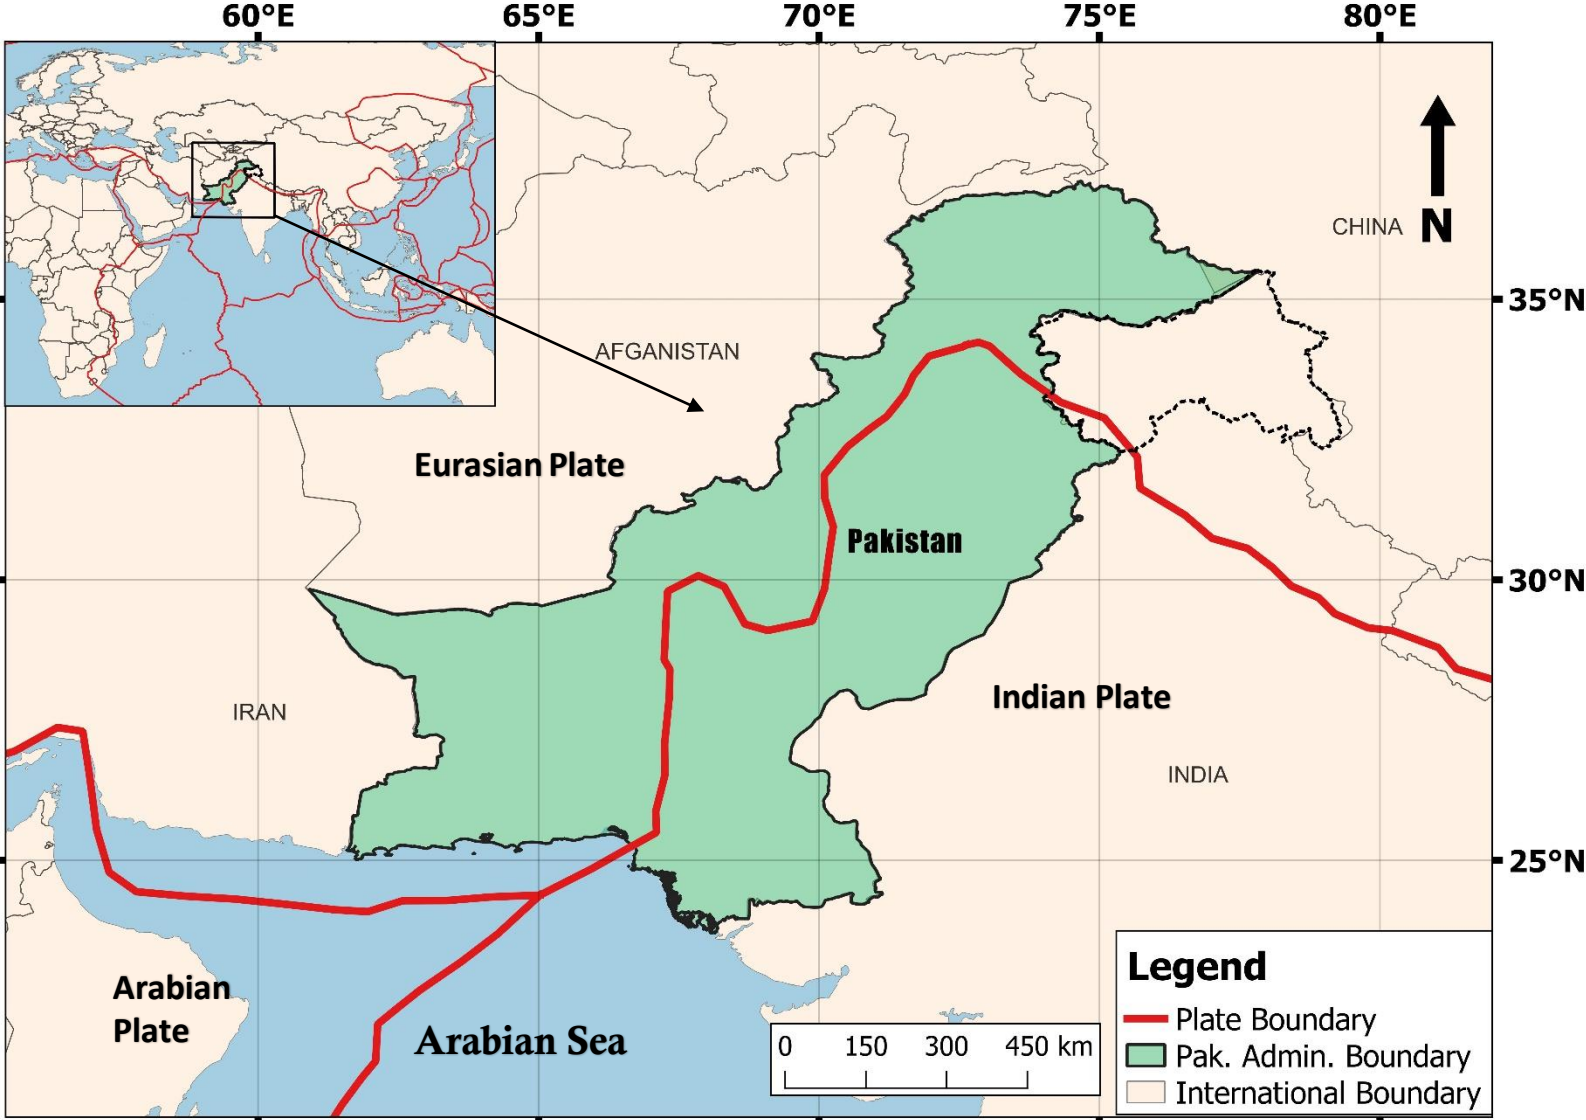 60°E 65°E 70°E 75°E 80°E
N
CHINA
35°N
AFGANISTAN
Eurasian Plate
Pakistan
30°N
Indian Plate
IRAN
INDIA
25°N
Arabian
Plate
Arabian Sea
0 150 300 450 km
Legend
Plate Boundary
Pak. Admin. Boundary
International Boundary